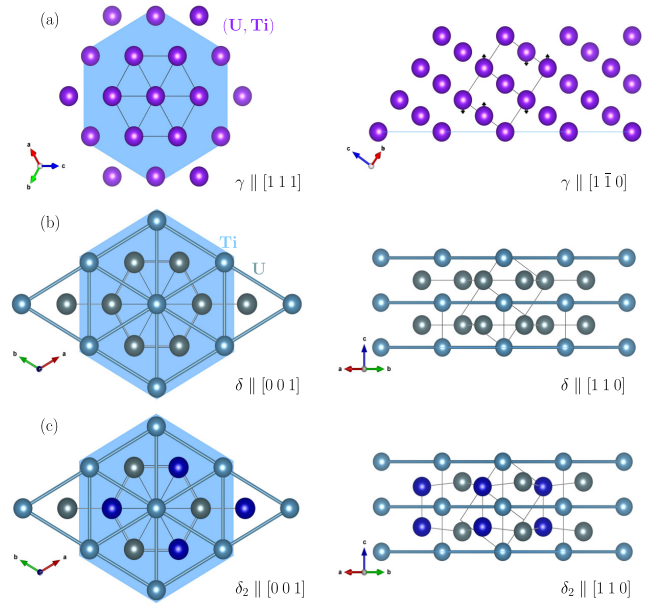 (a)
(U, Ti)
a
c
b
γ ∥ [1 1 1]
c
b
γ ∥ [1 1̄ 0]
(b)
Ti
U
b
a
δ ∥ [0 0 1]
c
a
b
δ ∥ [1 1 0]
(c)
b
a
δ₂ ∥ [0 0 1]
c
a
b
δ₂ ∥ [1 1 0]